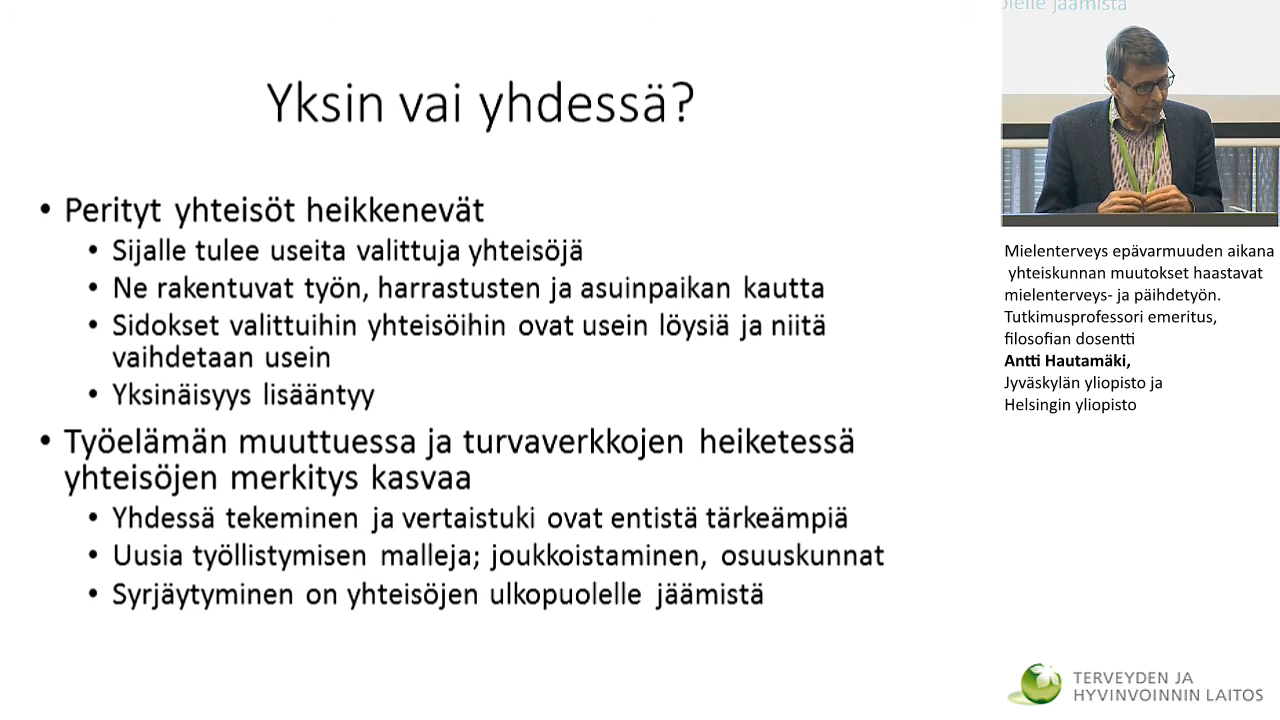 Yksin vai yhdessä?
• Perityt yhteisöt heikkenevät
• Sijalle tulee useita valittuja yhteisöjä
• Ne rakentuvat työn, harrastusten ja asuinpaikan kautta
• Sidokset valittuihin yhteisöihin ovat usein löysiä ja niitä
vaihdetaan usein
• Yksinäisyys lisääntyy
• Työelämän muuttuessa ja turvaverkkojen heiketessä
yhteisöjen merkitys kasvaa
• Yhdessä tekeminen ja vertaistuki ovat entistä tärkeämpiä
• Uusia työllistymisen malleja; joukkoistaminen, osuuskunnat
• Syrjäytyminen on yhteisöjen ulkopuolelle jäämistä
jäämistä
Mielenterveys epävarmuuden aikana
yhteiskunnan muutokset haastavat
mielenterveys- ja päihdetyön.
Tutkimusprofessori emeritus,
filosofian dosentti
Antti Hautamäki,
Jyväskylän yliopisto ja
Helsingin yliopisto
TERVEYDEN JA
HYVINVOINNIN LAITOS